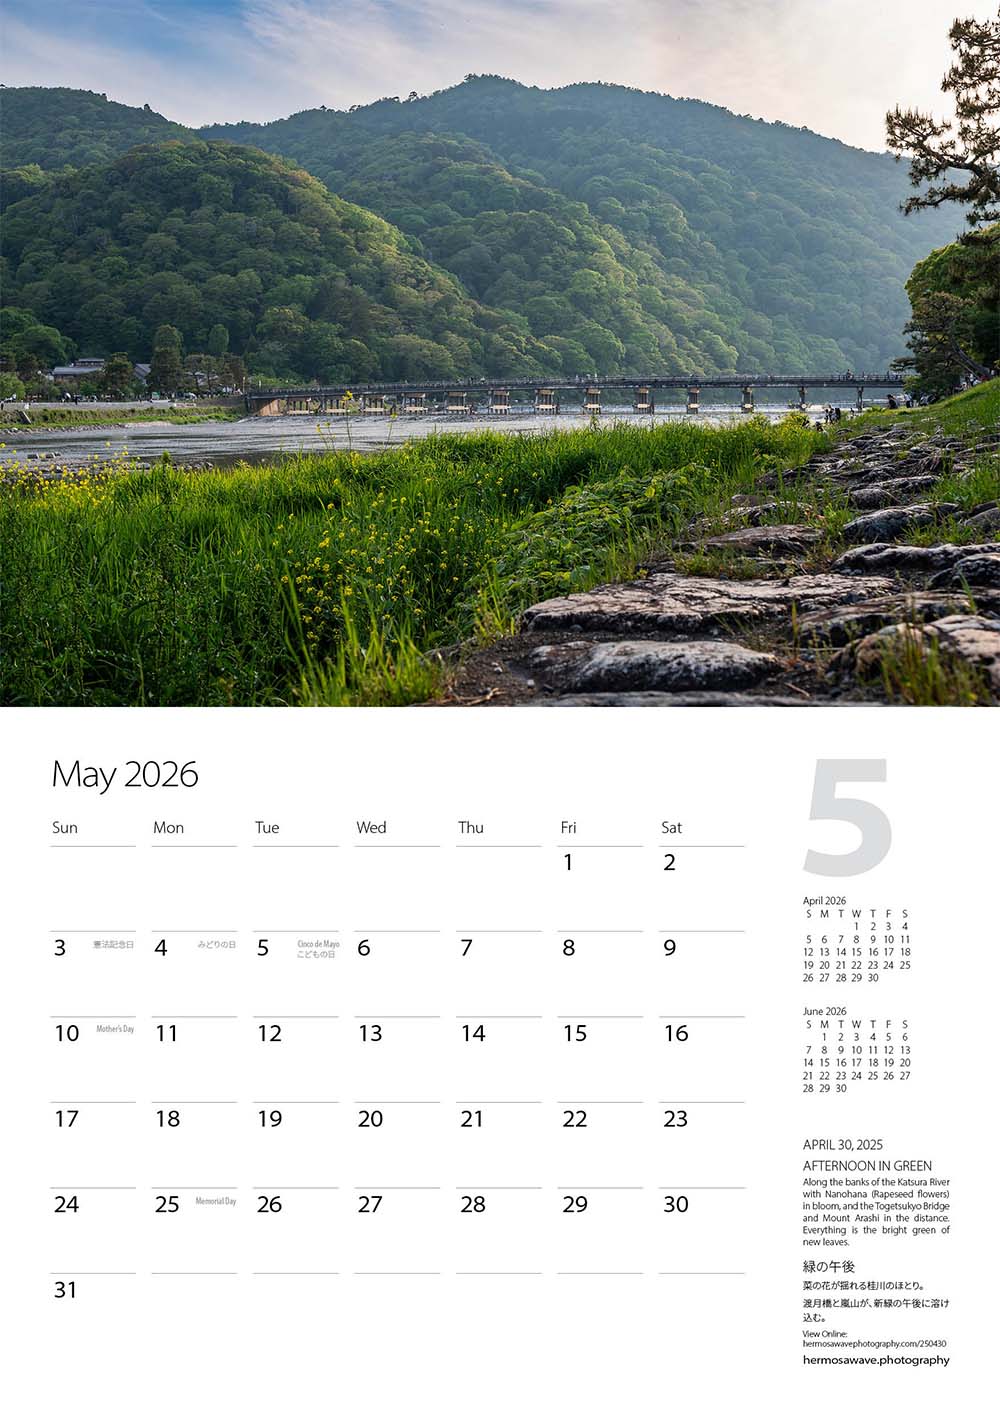 May 2026
5
Sun Mon Tue Wed Thu Fri Sat
1 2
3 憲法記念日 4 みどりの日 5 Cinco de Mayo
こどもの日 6 7 8 9
10 Mother's Day 11 12 13 14 15 16
17 18 19 20 21 22 23
24 25 Memorial Day 26 27 28 29 30
31
April 2026
S M T W T F S
1 2 3 4
5 6 7 8 9 10 11
12 13 14 15 16 17 18
19 20 21 22 23 24 25
26 27 28 29 30
June 2026
S M T W T F S
1 2 3 4 5 6
7 8 9 10 11 12 13
14 15 16 17 18 19 20
21 22 23 24 25 26 27
28 29 30
APRIL 30, 2025
AFTERNOON IN GREEN
Along the banks of the Katsura River
with Nanohana (Rapeseed flowers)
in bloom, and the Togetsukyo Bridge
and Mount Arashi in the distance.
Everything is the bright green of
new leaves.
緑の午後
菜の花が揺れる桂川のほとり。
渡月橋と嵐山が、新緑の午後に溶け
込む。
View Online:
hermosawavephotography.com/250430
hermosawave.photography